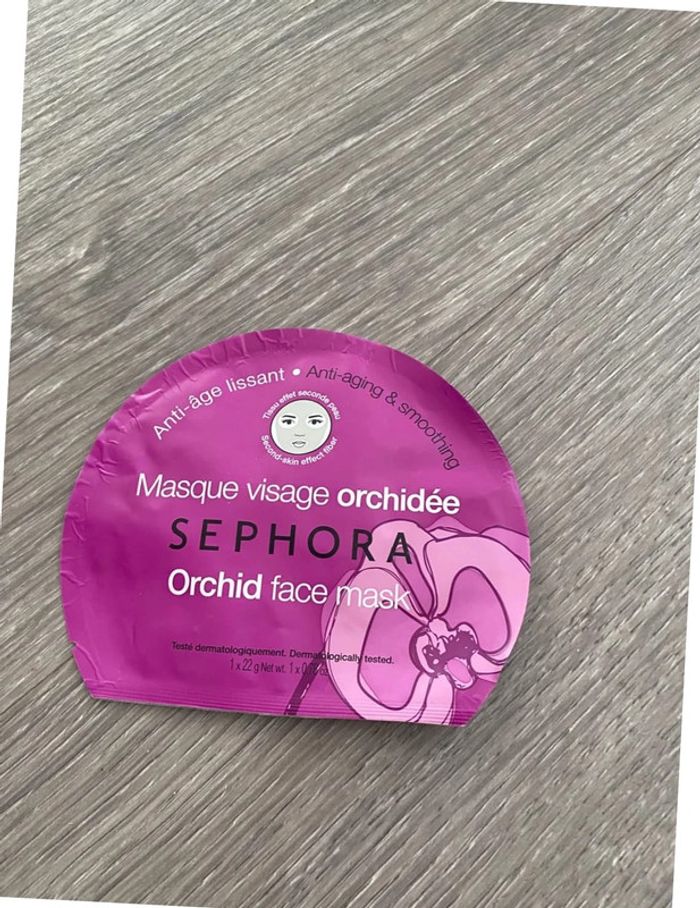 Anti-âge lissant • Anti-aging & smoothing
Tissu effet seconde peau
Second-skin effect fiber
Masque visage orchidée
SEPHORA
Orchid face mask
Testé dermatologiquement. Dermatologically tested.
1 x 22 g Net wt. 1 x